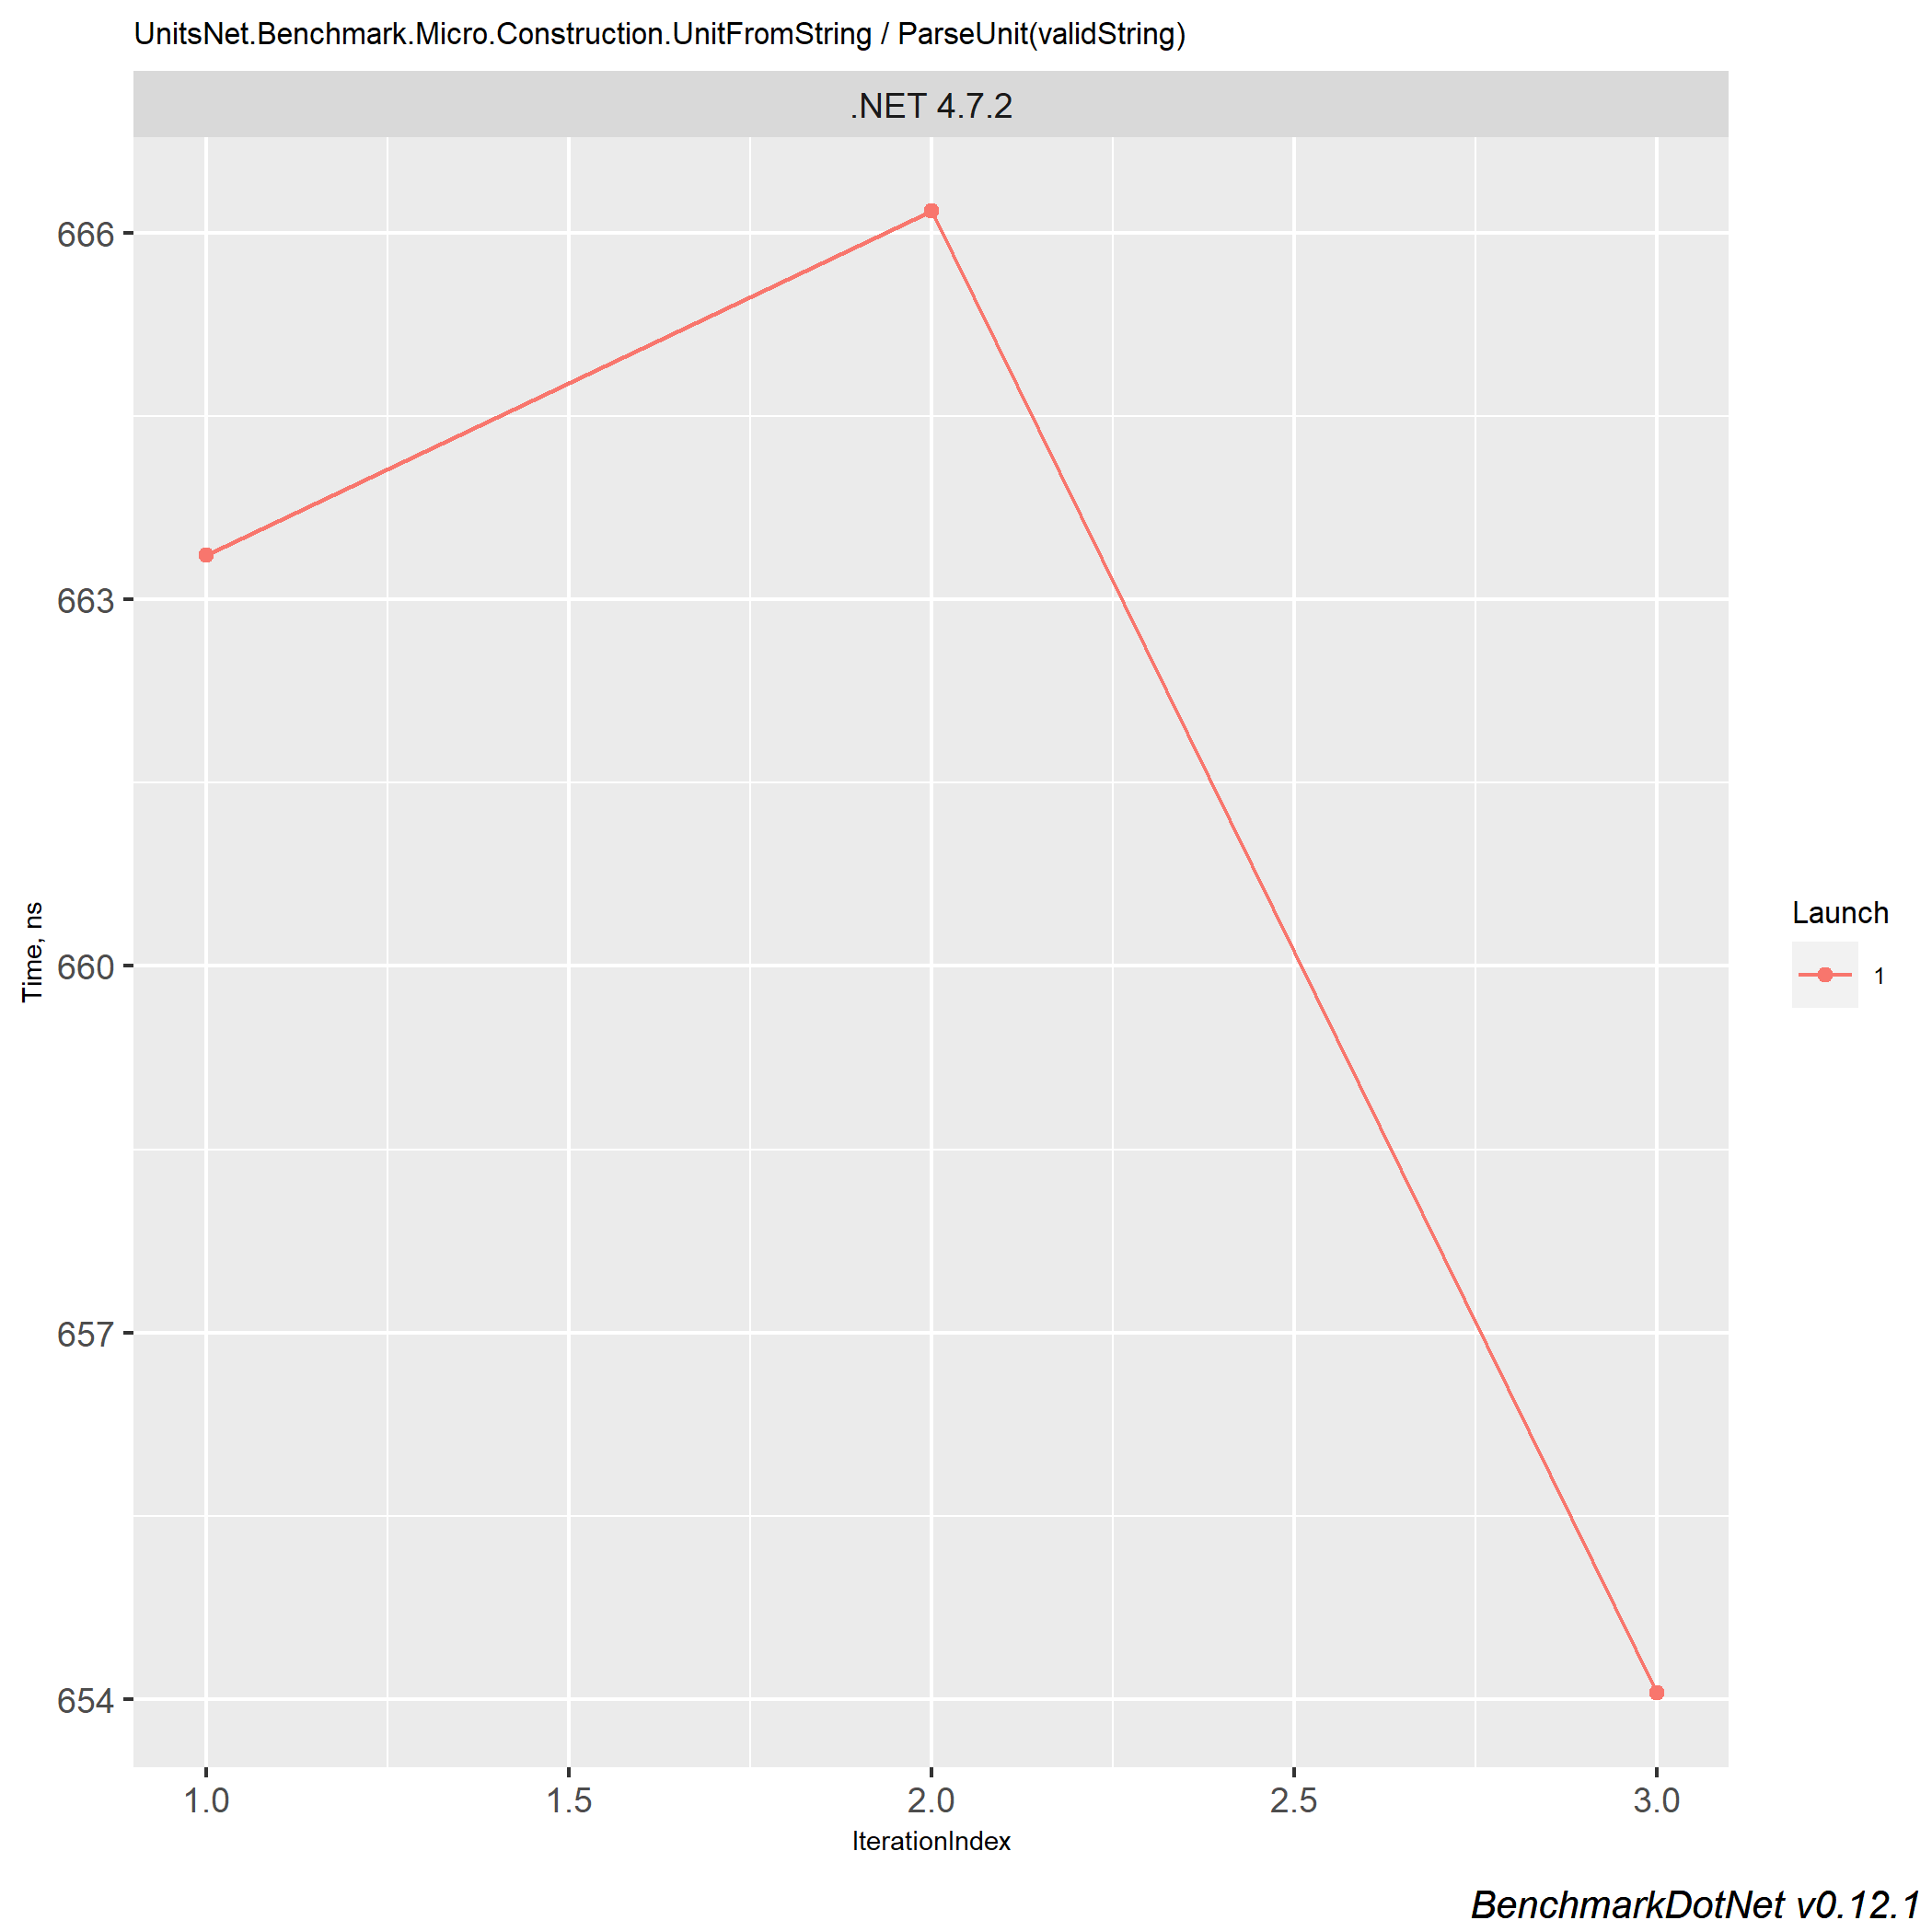 UnitsNet.Benchmark.Micro.Construction.UnitFromString / ParseUnit(validString)
.NET 4.7.2
666
663
660
657
654
Time, ns
1.0 1.5 2.0 2.5 3.0
IterationIndex
Launch
1
BenchmarkDotNet v0.12.1